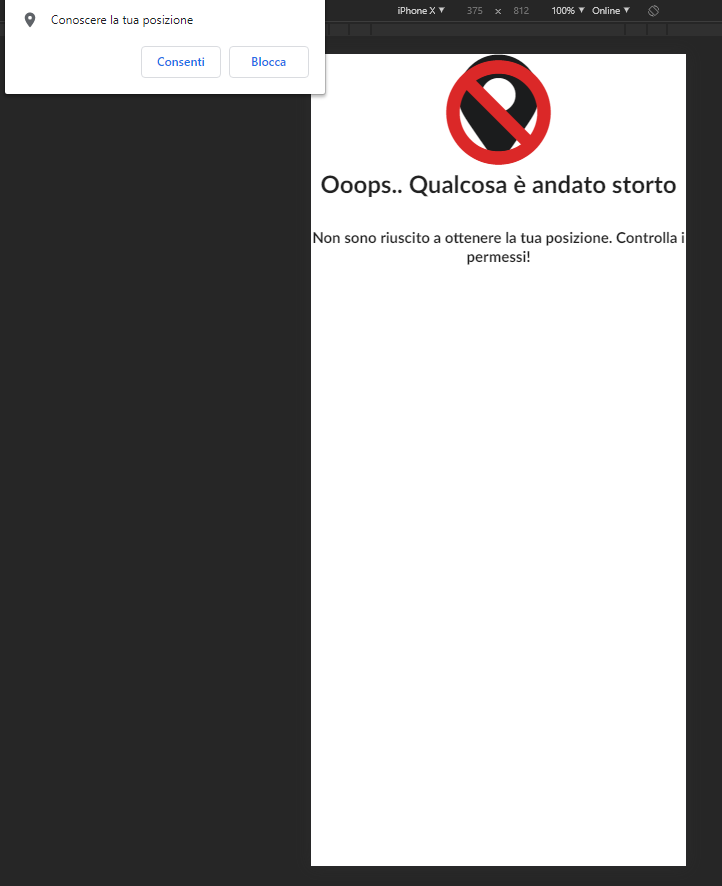 Conoscere la tua posizione
Consenti Blocca
iPhone X ▼ 375 x 812 100% ▼ Online ▼
Ooops.. Qualcosa è andato storto
Non sono riuscito a ottenere la tua posizione. Controlla i
permessi!